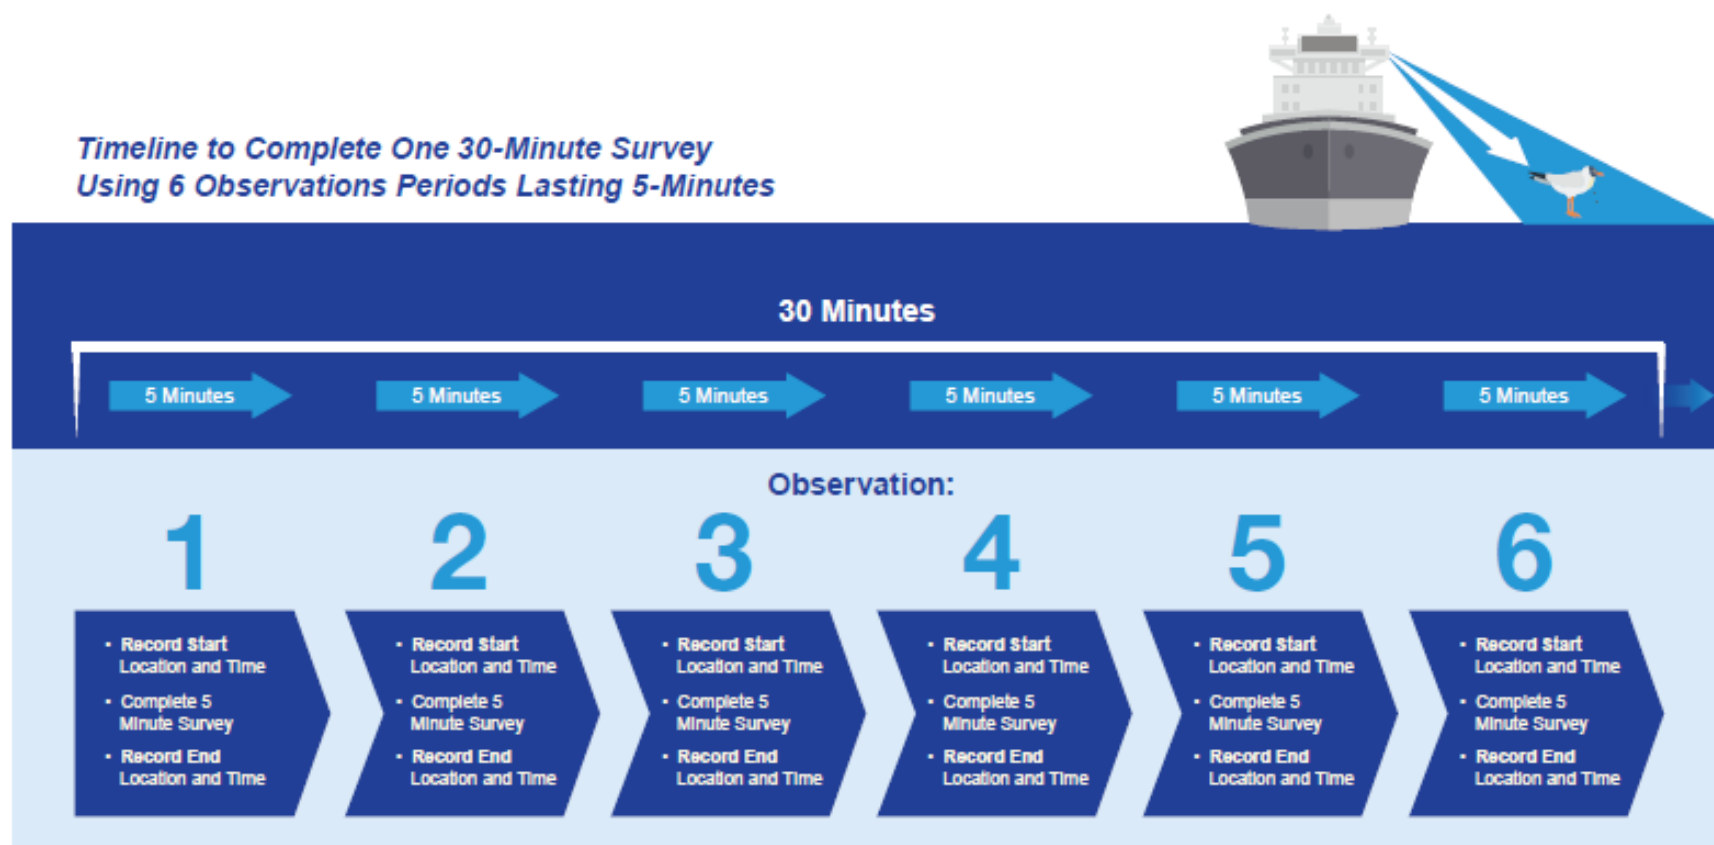 Timeline to Complete One 30-Minute Survey
Using 6 Observations Periods Lasting 5-Minutes
30 Minutes
5 Minutes
5 Minutes
5 Minutes
5 Minutes
5 Minutes
5 Minutes
Observation:
1
2
3
4
5
6
• Record Start
Location and Time
• Complete 5
Minute Survey
• Record End
Location and Time
• Record Start
Location and Time
• Complete 5
Minute Survey
• Record End
Location and Time
• Record Start
Location and Time
• Complete 5
Minute Survey
• Record End
Location and Time
• Record Start
Location and Time
• Complete 5
Minute Survey
• Record End
Location and Time
• Record Start
Location and Time
• Complete 5
Minute Survey
• Record End
Location and Time
• Record Start
Location and Time
• Complete 5
Minute Survey
• Record End
Location and Time